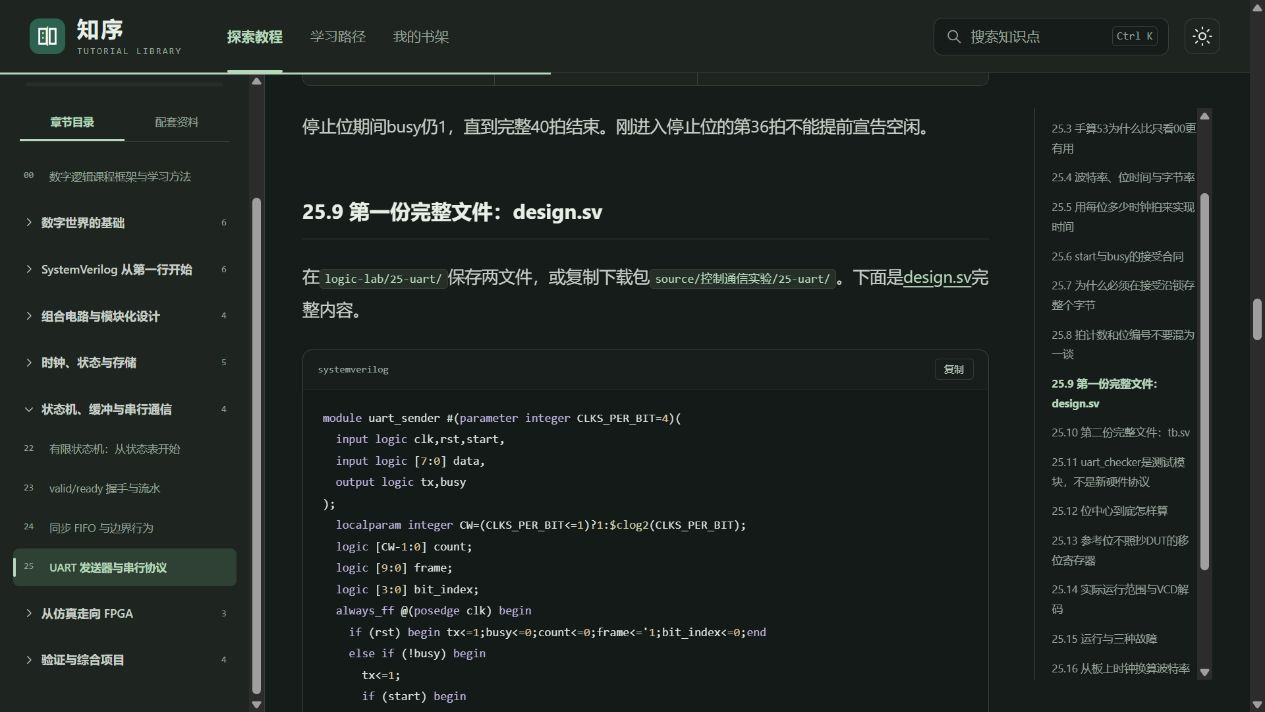 知序
TUTORIAL LIBRARY
探索教程
学习路径
我的书架
搜索知识点
Ctrl K
章节目录
配套资料
00 数字逻辑课程框架与学习方法
数字世界的基础 6
SystemVerilog 从第一行开始 6
组合电路与模块化设计 4
时钟、状态与存储 5
状态机、缓冲与串行通信 4
22 有限状态机：从状态表开始
23 valid/ready 握手与流水
24 同步 FIFO 与边界行为
25 UART 发送器与串行协议
从仿真走向 FPGA 3
验证与综合项目 4
停止位期间busy仍1，直到完整40拍结束。刚进入停止位的第36拍不能提前宣告空闲。
25.9 第一份完整文件：design.sv
在 logic-lab/25-uart/ 保存两文件，或复制下载包 source/控制通信实验/25-uart/ 。下面是design.sv完
整内容。
systemverilog
复制
module uart_sender #(parameter integer CLKS_PER_BIT=4)(
  input logic clk,rst,start,
  input logic [7:0] data,
  output logic tx,busy
);
  localparam integer CW=(CLKS_PER_BIT<=1)?1:$clog2(CLKS_PER_BIT);
  logic [CW-1:0] count;
  logic [9:0] frame;
  logic [3:0] bit_index;
  always_ff @(posedge clk) begin
    if (rst) begin tx<=1;busy<=0;count<=0;frame<='1;bit_index<=0;end
    else if (!busy) begin
      tx<=1;
      if (start) begin
25.3 手算53为什么比只看00更
有用
25.4 波特率、位时间与字节率
25.5 用每位多少时钟拍来实现
时间
25.6 start与busy的接受合同
25.7 为什么必须在接受沿锁存
整个字节
25.8 拍计数和位编号不要混为
一谈
25.9 第一份完整文件：
design.sv
25.10 第二份完整文件：tb.sv
25.11 uart_checker是测试模
块，不是新硬件协议
25.12 位中心到底怎样算
25.13 参考位不照抄DUT的移
位寄存器
25.14 实际运行范围与VCD解
码
25.15 运行与三种故障
25.16 从板上时钟换算波特率